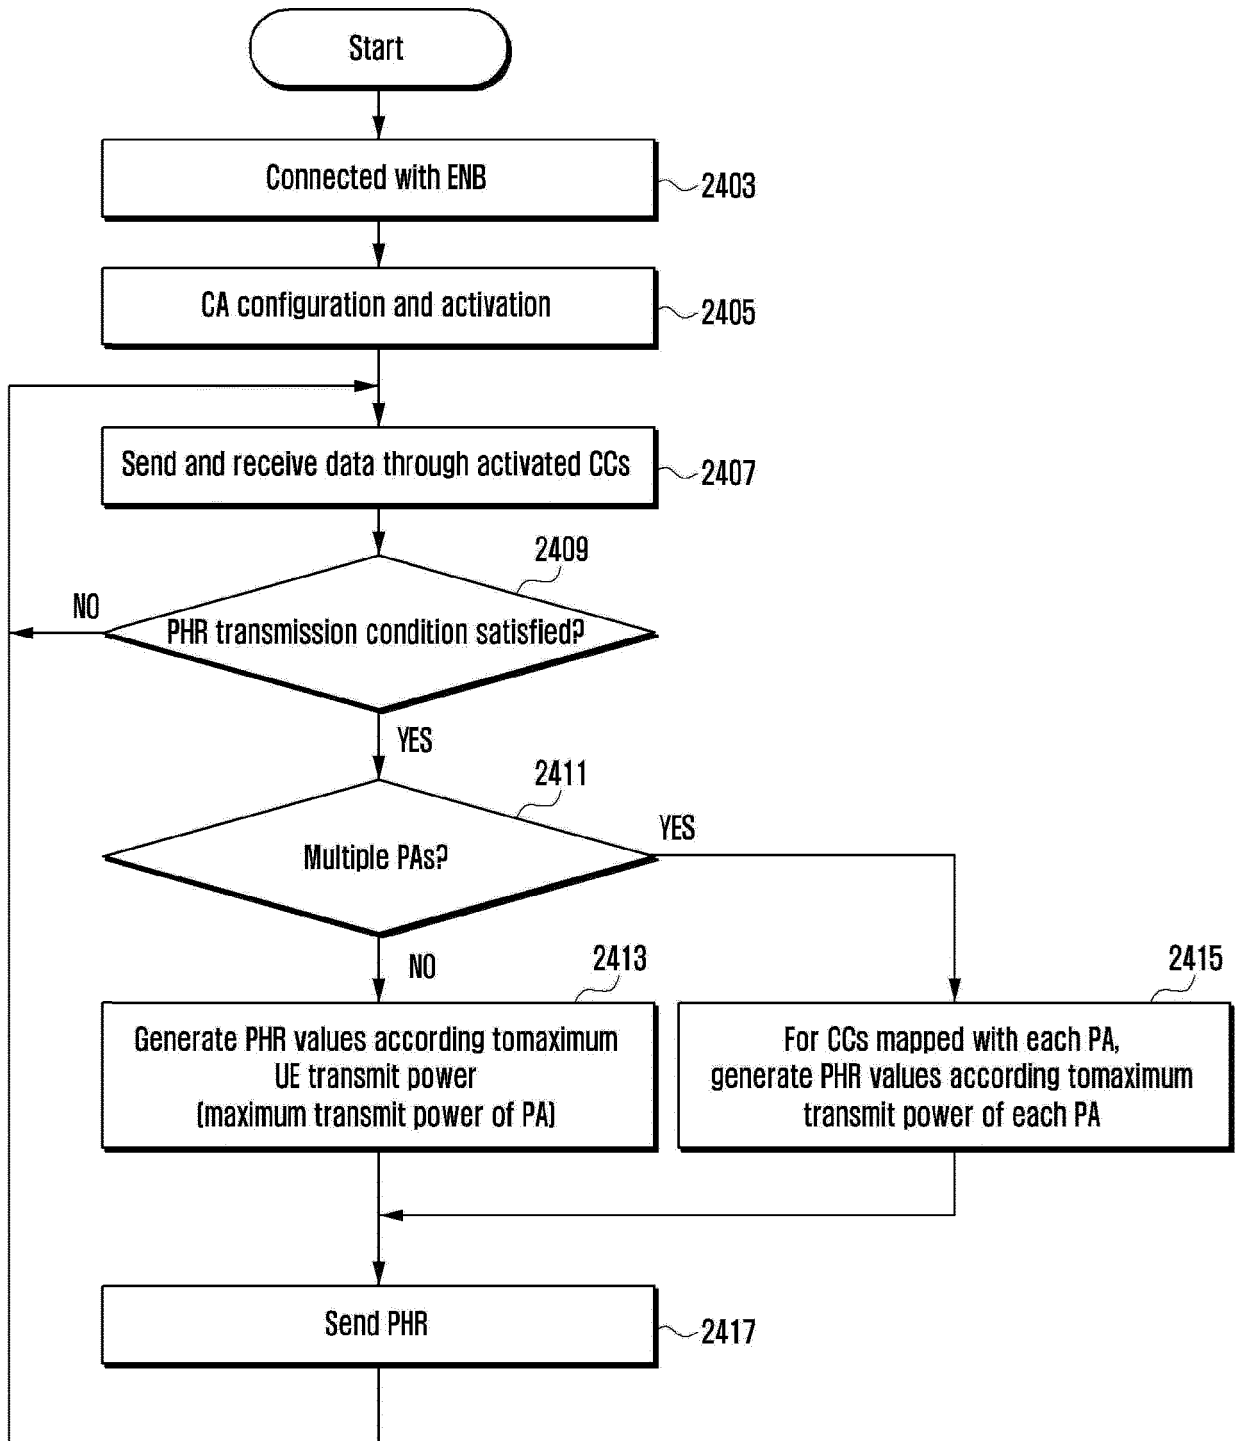 Start
Connected with ENB
2403
CA configuration and activation
2405
Send and receive data through activated CCs
2407
2409
NO
PHR transmission condition satisfied?
YES
2411
YES
Multiple PAs?
NO
2413
2415
Generate PHR values according tomaximum
UE transmit power
(maximum transmit power of PA)
For CCs mapped with each PA,
generate PHR values according tomaximum
transmit power of each PA
Send PHR
2417